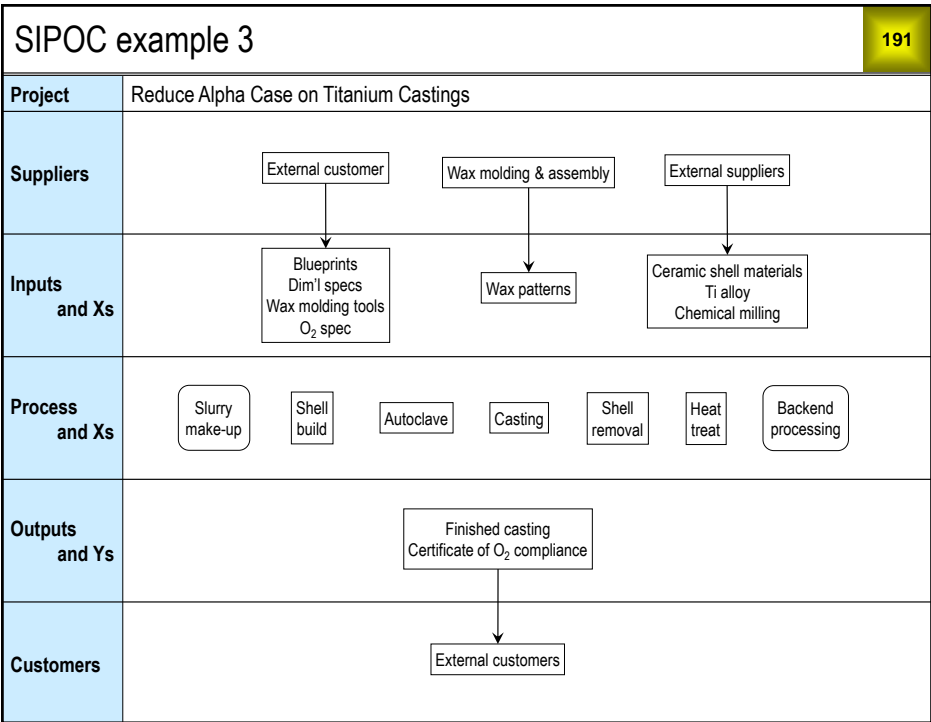 SIPOC example 3
191
Project
Reduce Alpha Case on Titanium Castings
Suppliers
External customer
Wax molding & assembly
External suppliers
Inputs
and Xs
Blueprints
Dim'l specs
Wax molding tools
O₂ spec
Wax patterns
Ceramic shell materials
Ti alloy
Chemical milling
Process
and Xs
Slurry
make-up
Shell
build
Autoclave
Casting
Shell
removal
Heat
treat
Backend
processing
Outputs
and Ys
Finished casting
Certificate of O₂ compliance
Customers
External customers